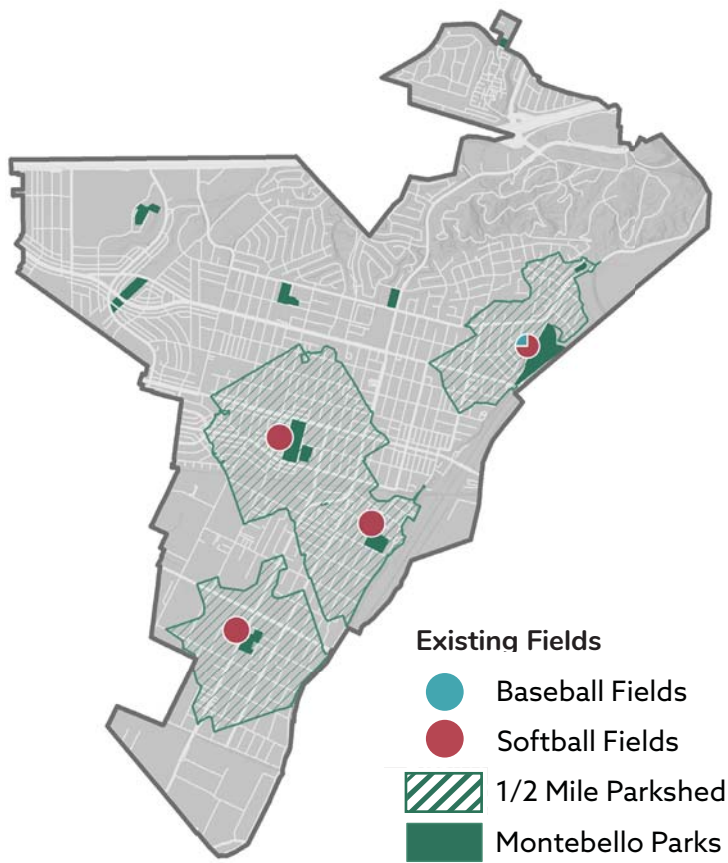 Existing Fields
Baseball Fields
Softball Fields
1/2 Mile Parkshed
Montebello Parks